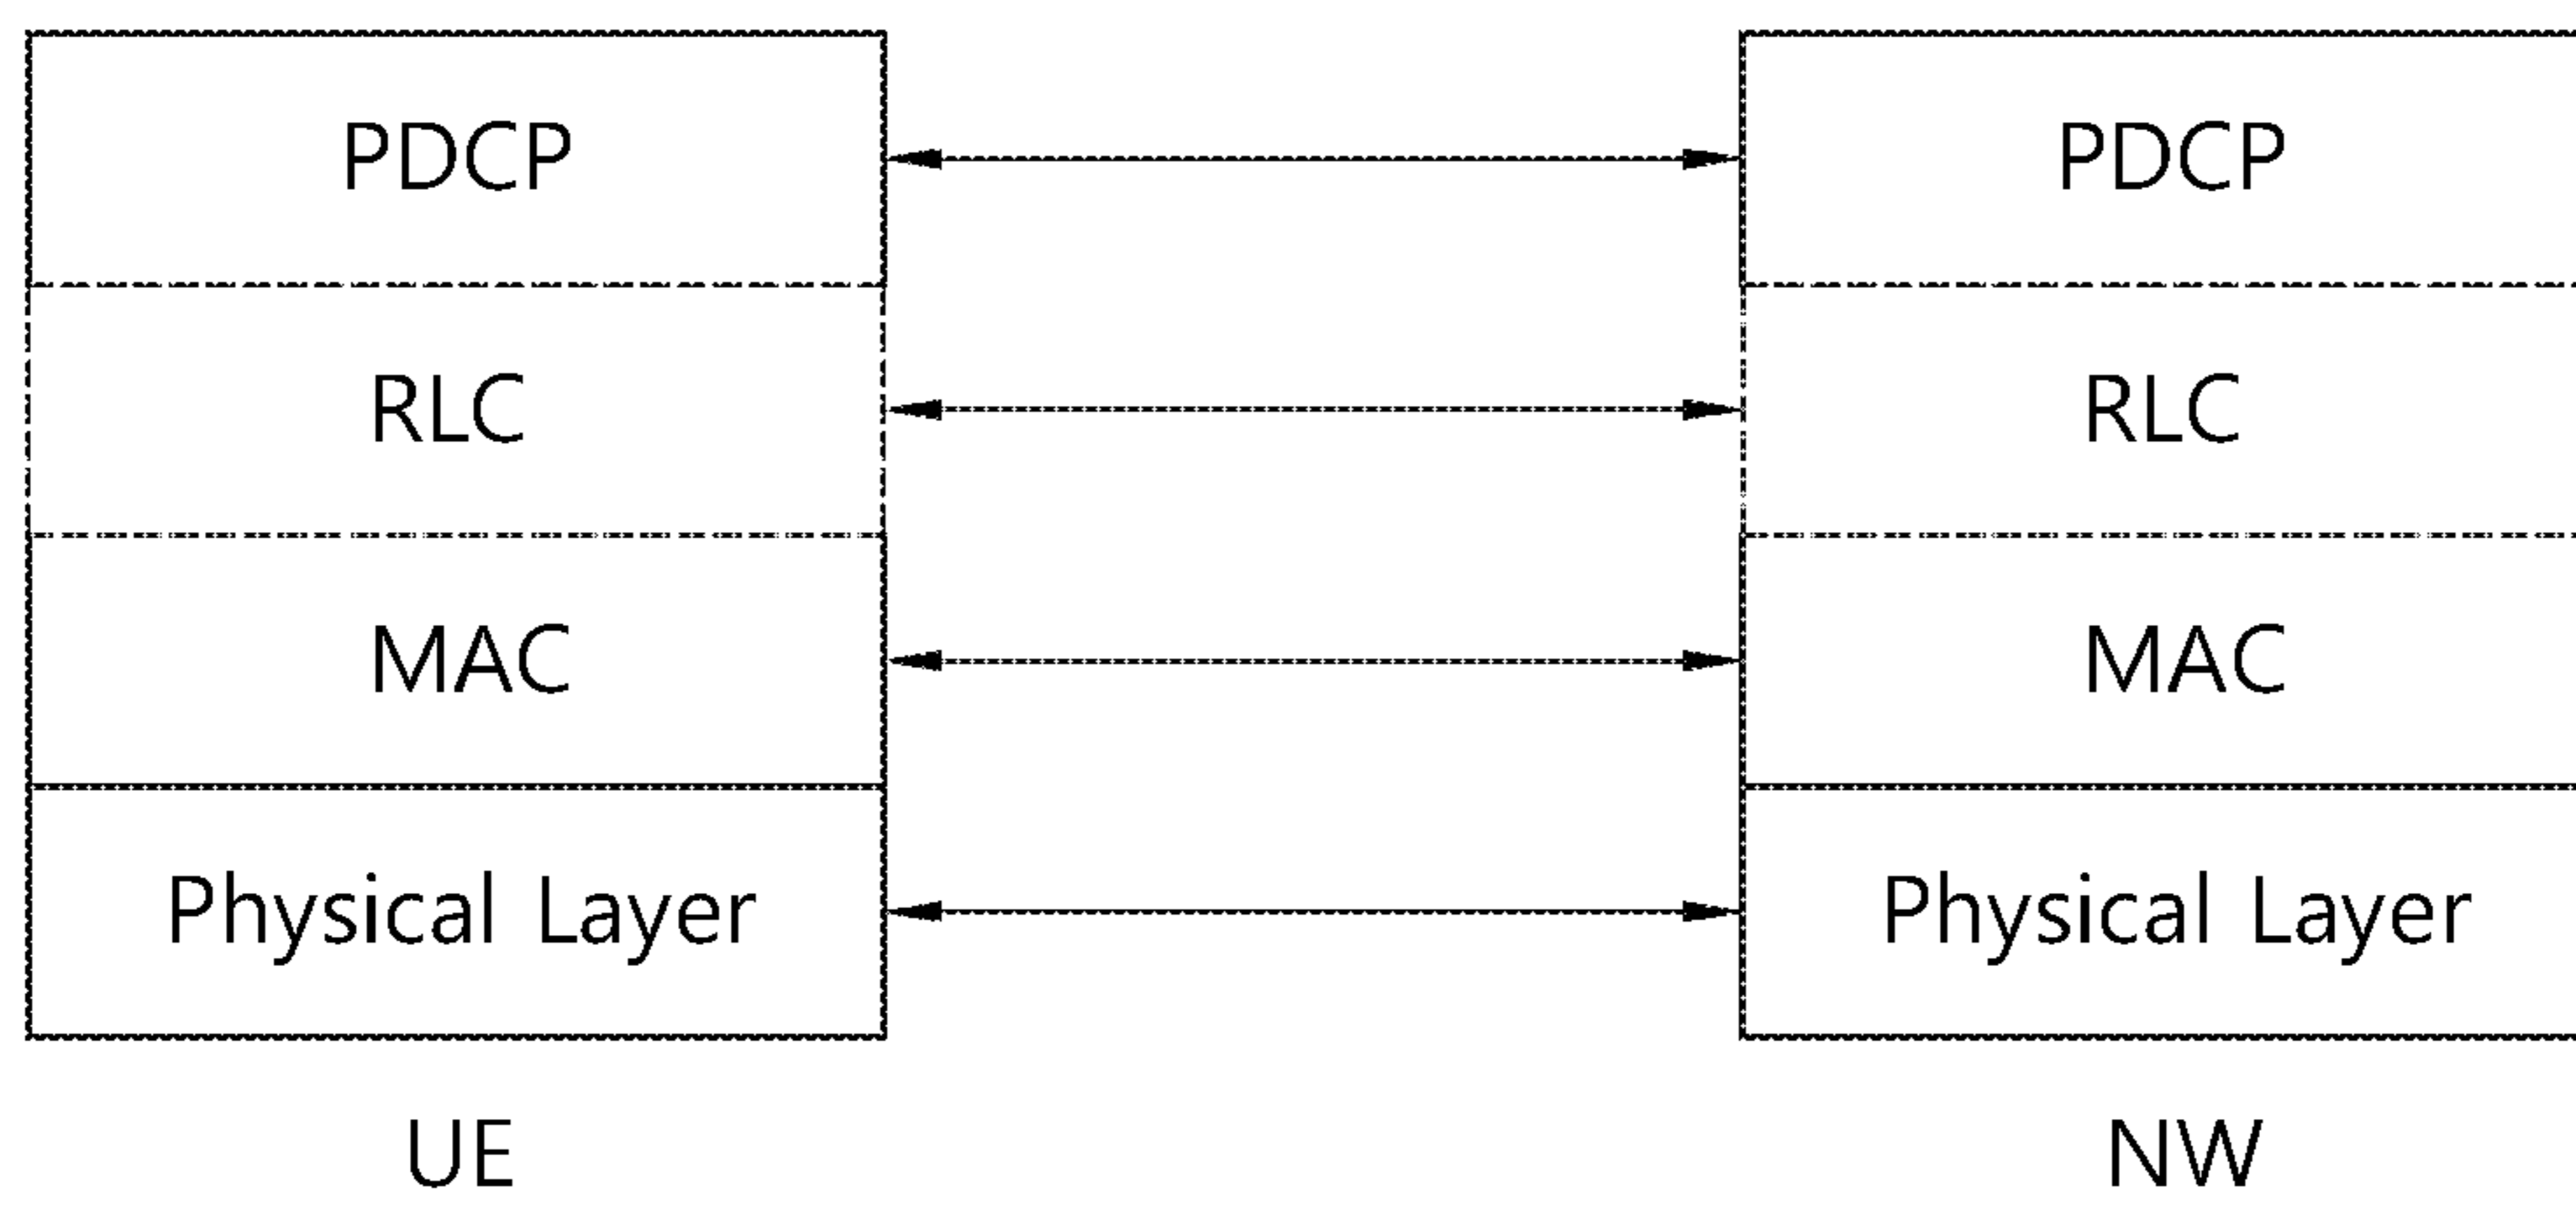 PDCP PDCP
RLC RLC
MAC MAC
Physical Layer Physical Layer
UE NW